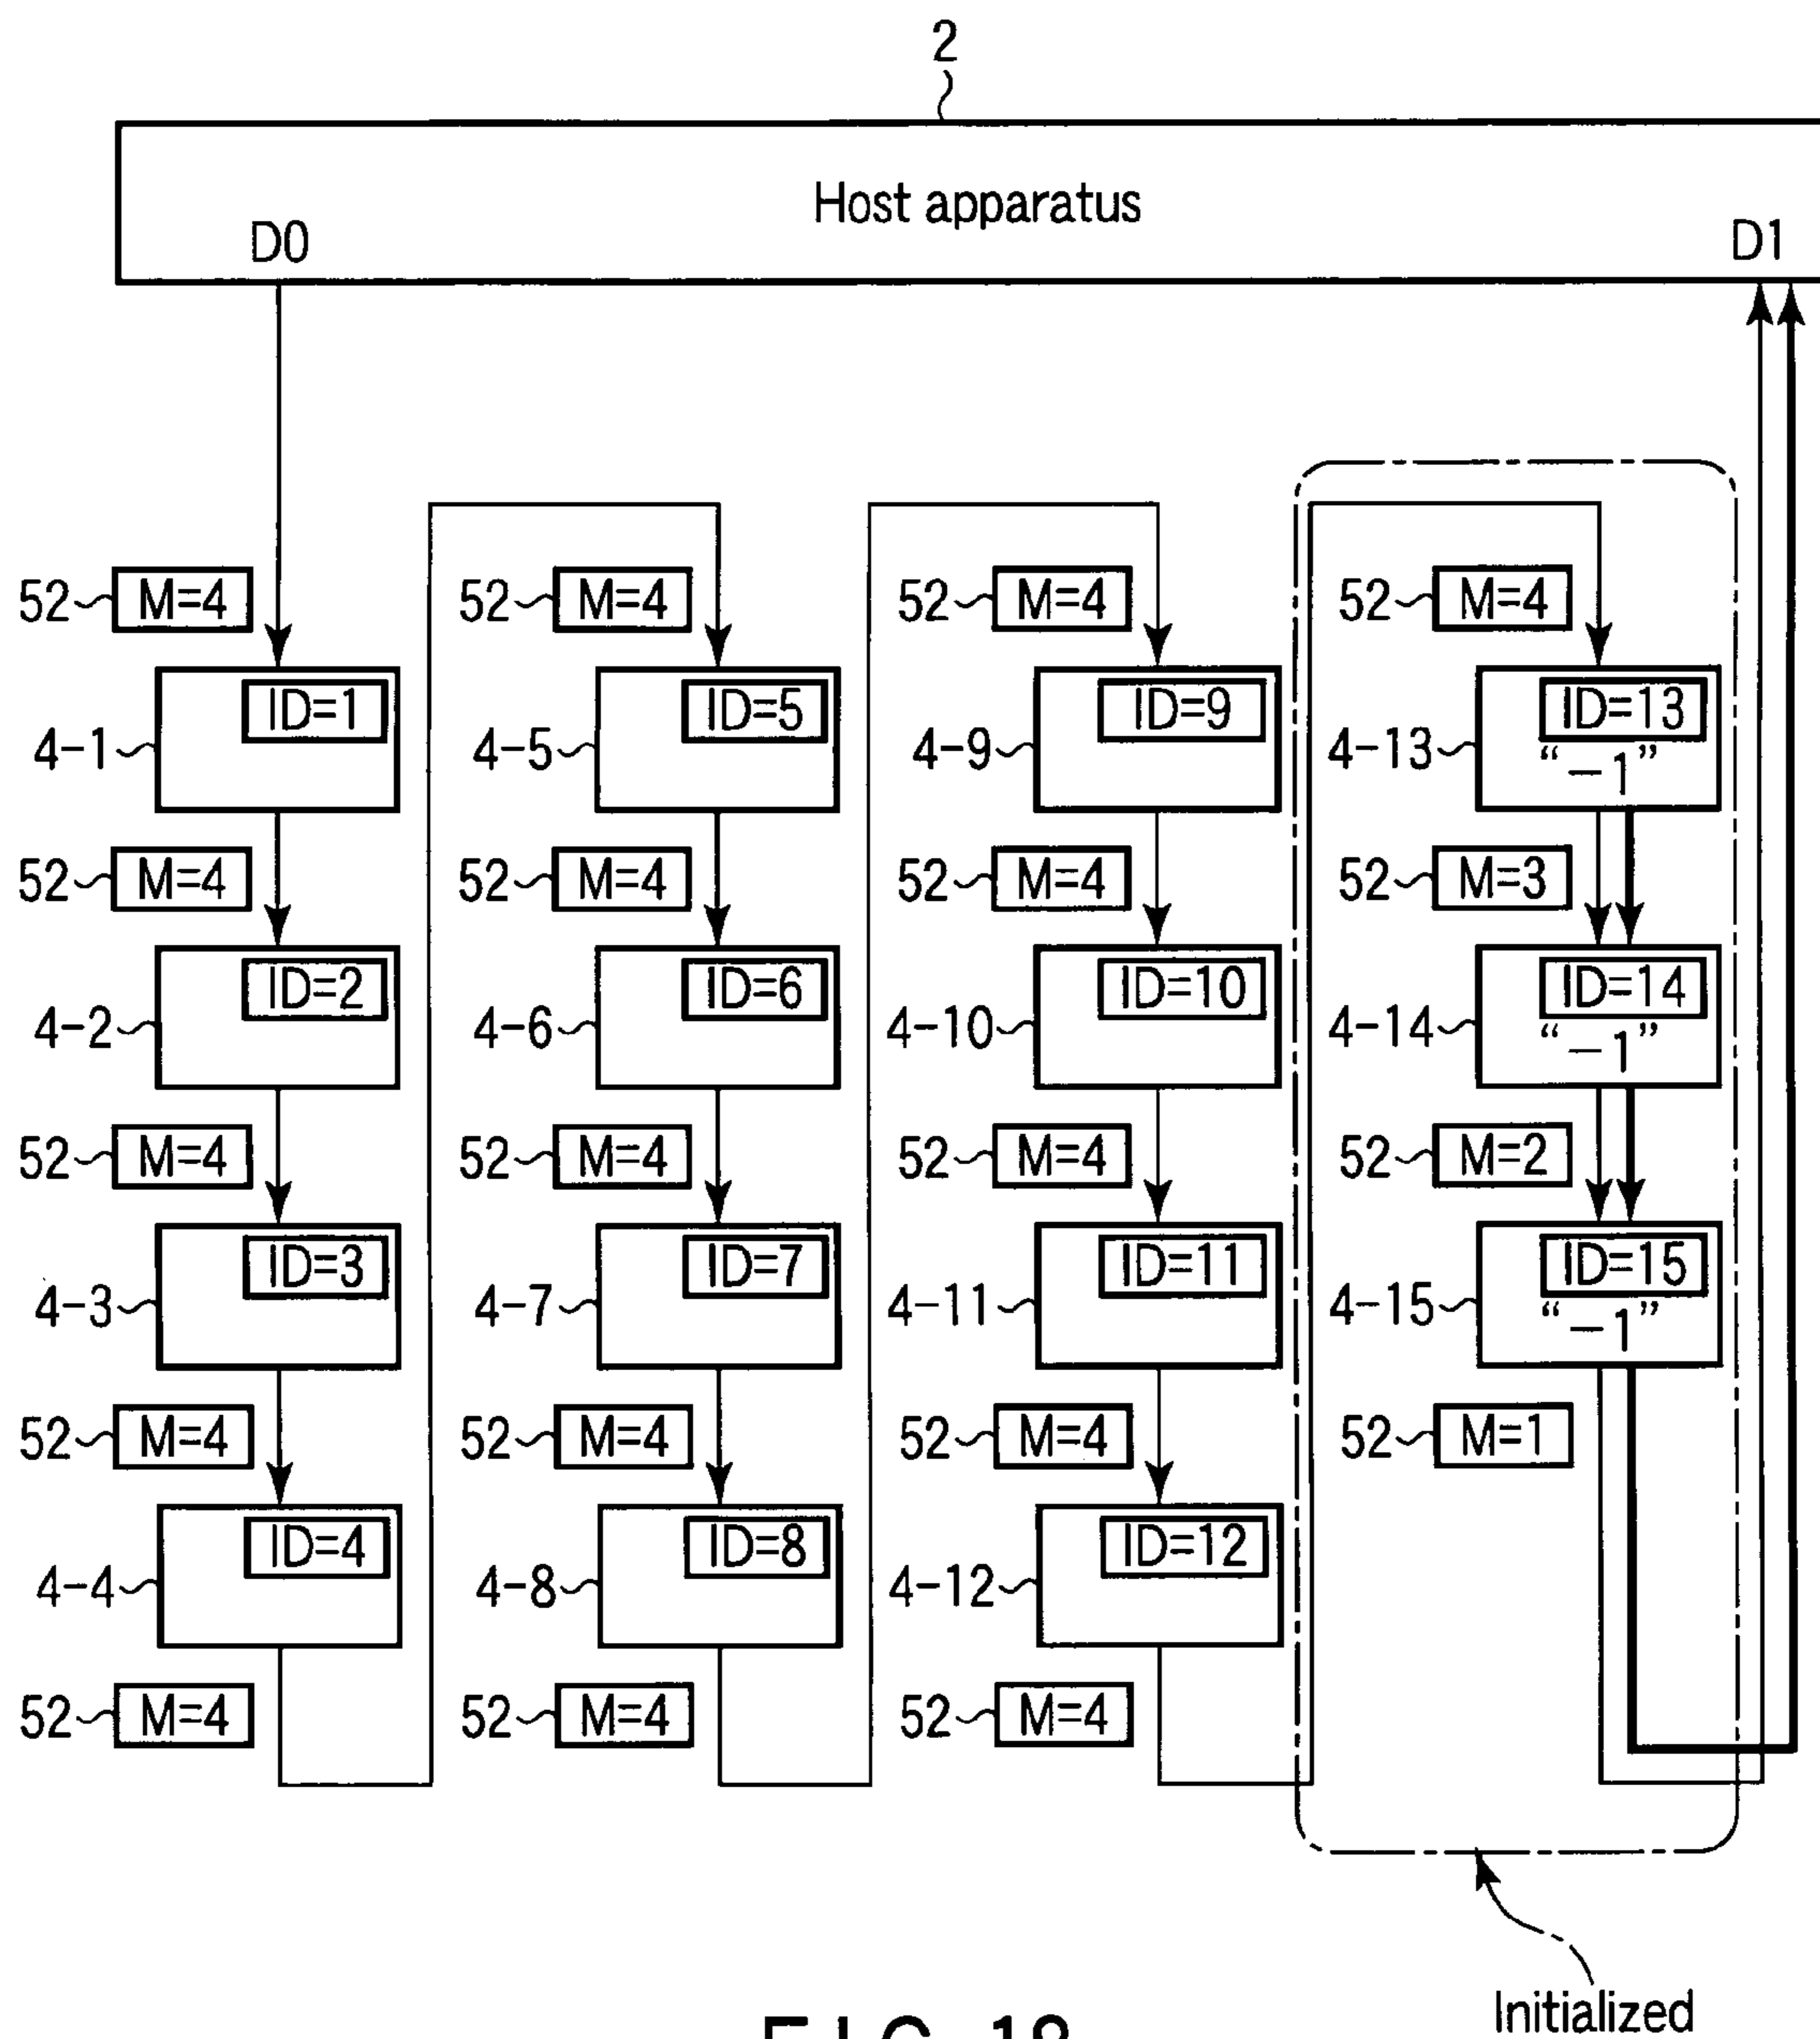 2
Host apparatus
D0
D1
52 M=4
52 M=4
52 M=4
52 M=4
ID=1
ID=5
ID=9
ID=13
4-1
4-5
4-9
4-13
“-1”
52 M=4
52 M=4
52 M=4
52 M=3
ID=2
ID=6
ID=10
ID=14
4-2
4-6
4-10
4-14
“-1”
52 M=4
52 M=4
52 M=4
52 M=2
ID=3
ID=7
ID=11
ID=15
4-3
4-7
4-11
4-15
“-1”
52 M=4
52 M=4
52 M=4
52 M=1
ID=4
ID=8
ID=12
4-4
4-8
4-12
52 M=4
52 M=4
52 M=4
Initialized
FIG. 18